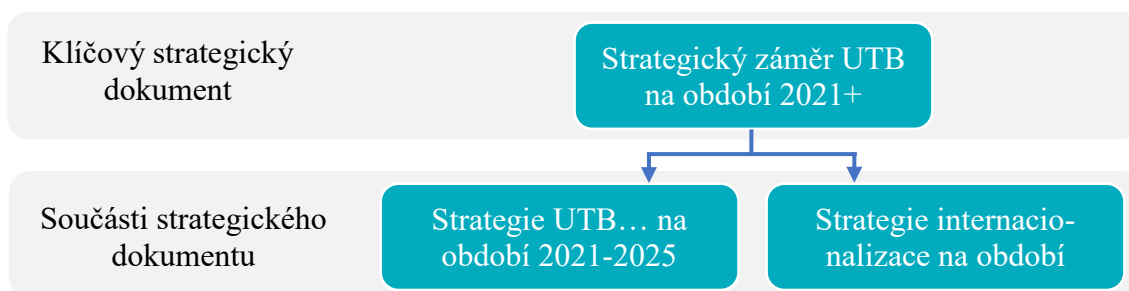 Klíčový strategický
dokument
Strategický záměr UTB
na období 2021+
Součásti strategického
dokumentu
Strategie UTB… na
období 2021-2025
Strategie internacio-
nalizace na období